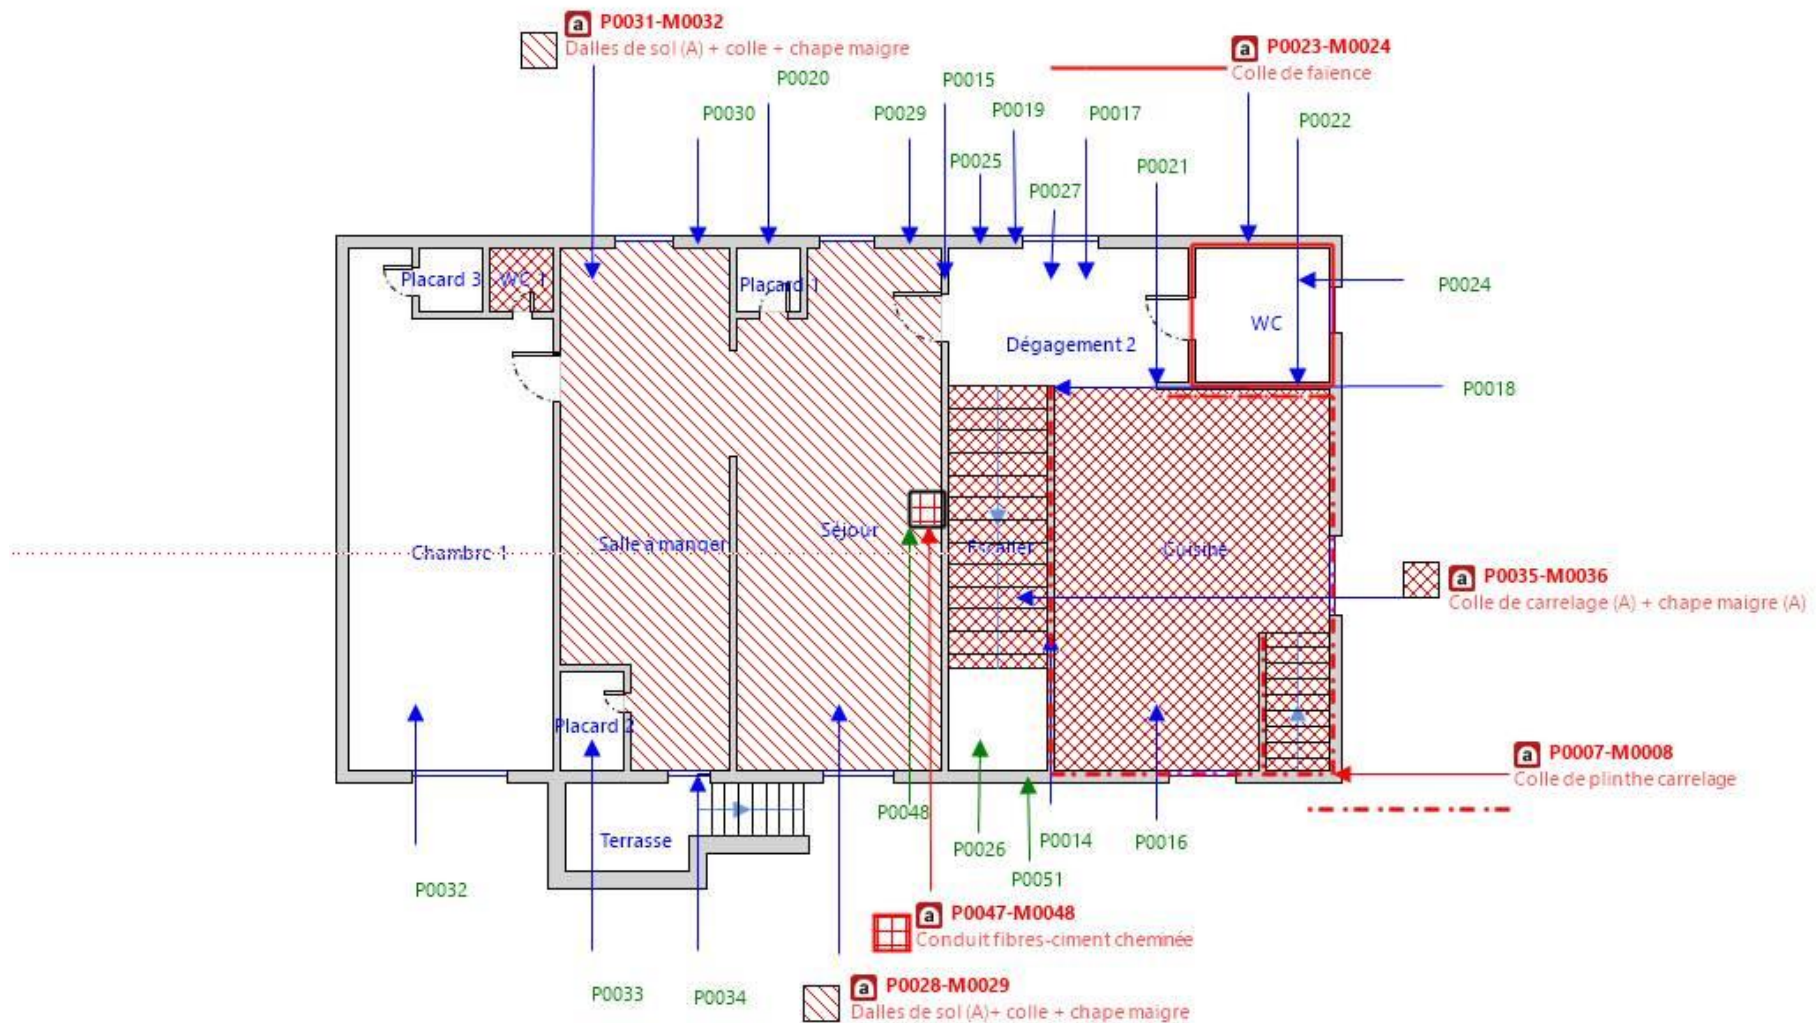 a P0031-M0032
Dalles de sol (A) + colle + chape maigre
a P0023-M0024
Colle de faïence
P0020
P0015
P0030
P0029
P0019
P0017
P0022
P0025
P0021
P0027
Placard 3
WC 1
Placard 1
P0024
WC
Dégagement 2
P0018
Chambre 1
Salle à manger
Séjour
Escalier
Cuisine
a P0035-M0036
Colle de carrelage (A) + chape maigre (A)
Placard 2
a P0007-M0008
Colle de plinthe carrelage
Terrasse
P0048
P0026
P0014
P0016
P0051
P0032
a P0047-M0048
Conduit fibres-ciment cheminée
P0033
P0034
a P0028-M0029
Dalles de sol (A)+ colle + chape maigre